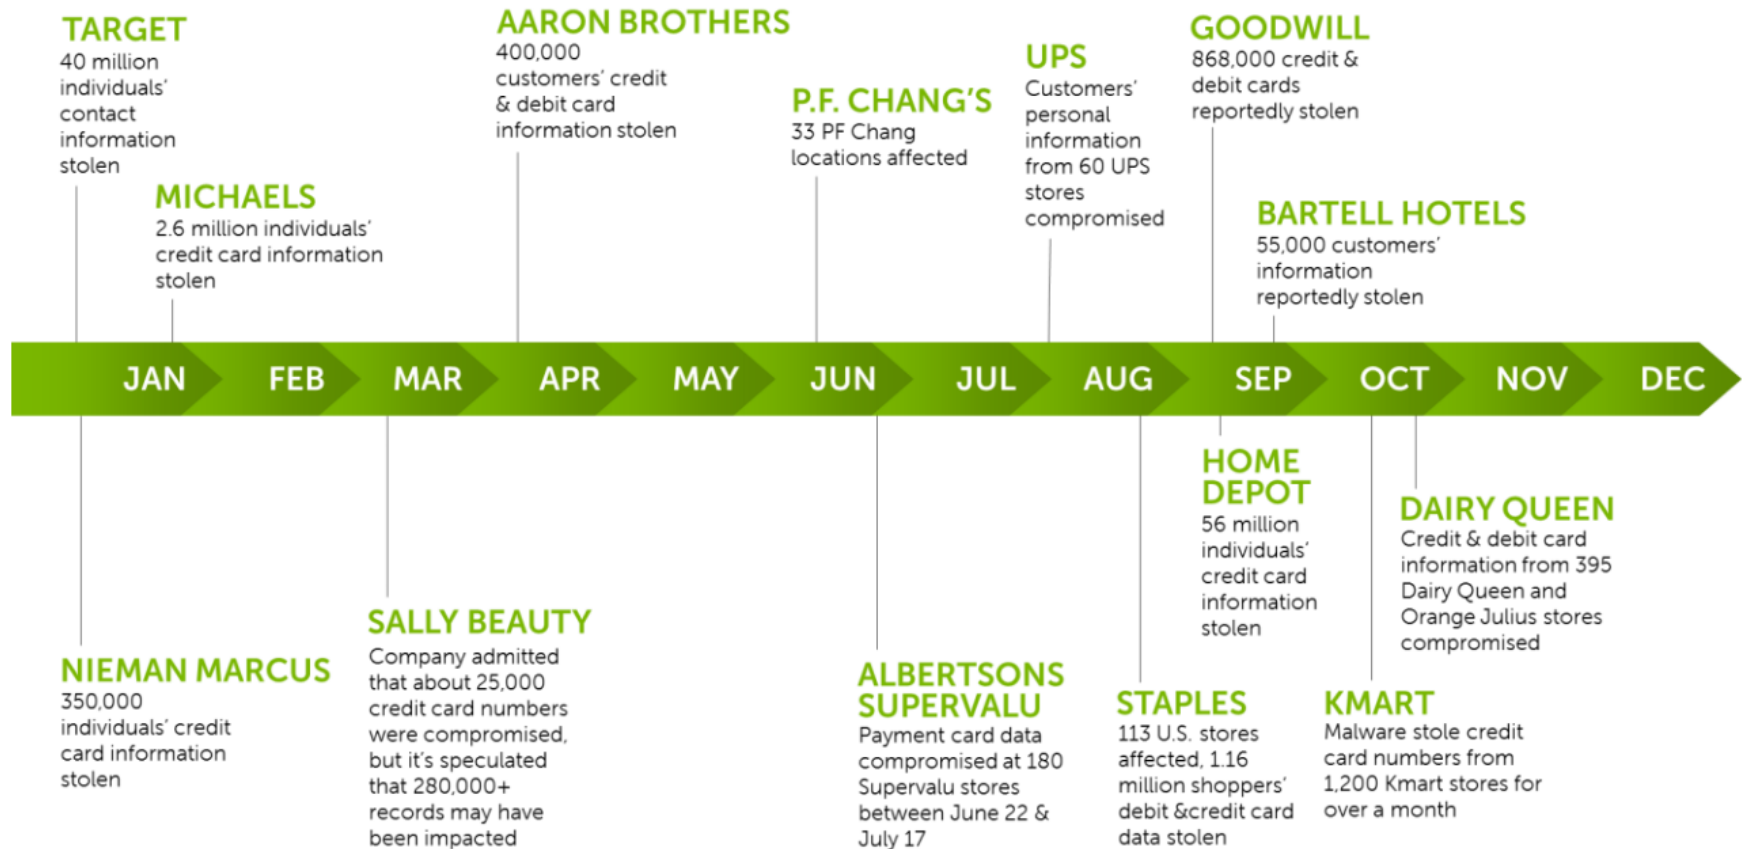 TARGET
40 million
individuals'
contact
information
stolen
MICHAELS
2.6 million individuals'
credit card information
stolen
AARON BROTHERS
400,000
customers' credit
& debit card
information stolen
P.F. CHANG'S
33 PF Chang
locations affected
UPS
Customers'
personal
information
from 60 UPS
stores
compromised
GOODWILL
868,000 credit &
debit cards
reportedly stolen
BARTELL HOTELS
55,000 customers'
information
reportedly stolen
JAN FEB MAR APR MAY JUN JUL AUG SEP OCT NOV DEC
NIEMAN MARCUS
350,000
individuals' credit
card information
stolen
SALLY BEAUTY
Company admitted
that about 25,000
credit card numbers
were compromised,
but it's speculated
that 280,000+
records may have
been impacted
ALBERTSONS
SUPERVALU
Payment card data
compromised at 180
Supervalu stores
between June 22 &
July 17
STAPLES
113 U.S. stores
affected, 1.16
million shoppers'
debit &credit card
data stolen
HOME
DEPOT
56 million
individuals'
credit card
information
stolen
KMART
Malware stole credit
card numbers from
1,200 Kmart stores for
over a month
DAIRY QUEEN
Credit & debit card
information from 395
Dairy Queen and
Orange Julius stores
compromised